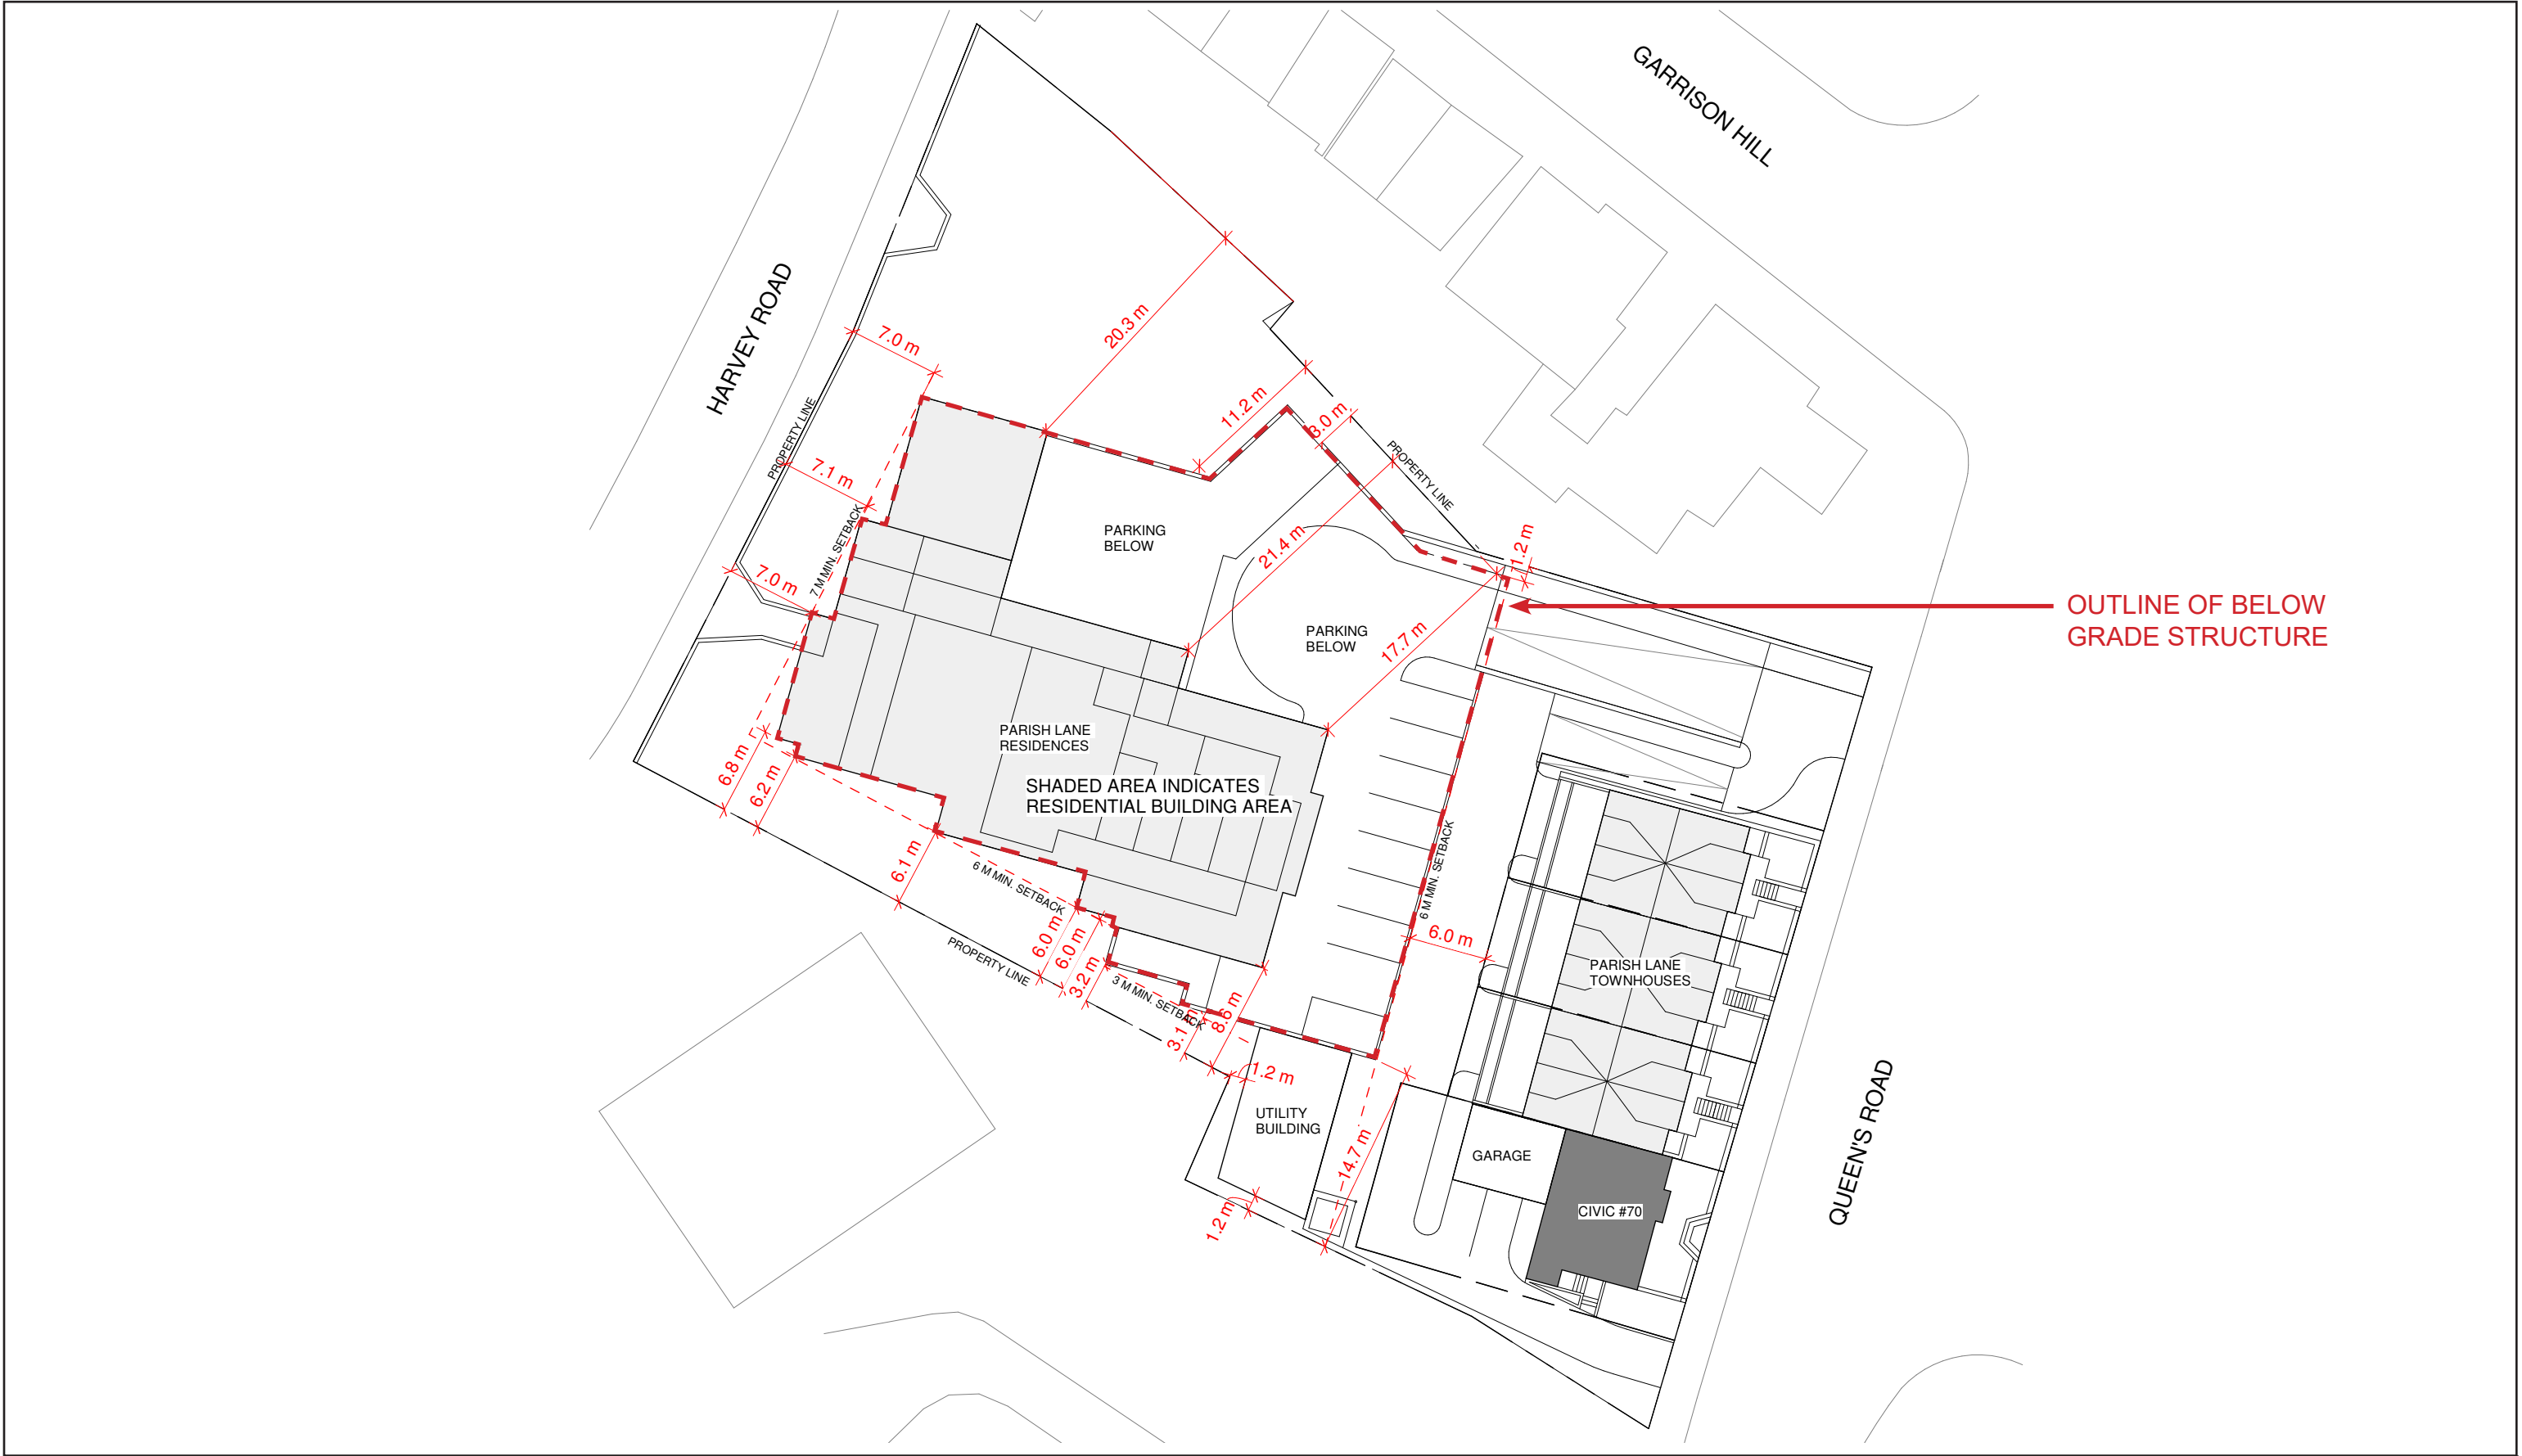 GARRISON HILL
HARVEY ROAD
20.3 m
7.0 m
11.2 m
3.0 m
PROPERTY LINE
PROPERTY LINE
7.1 m
7 M MIN. SETBACK
PARKING
BELOW
21.4 m
1.2 m
7.0 m
OUTLINE OF BELOW
GRADE STRUCTURE
PARKING
BELOW
17.7 m
PARISH LANE
RESIDENCES
6.8 m
6.2 m
SHADED AREA INDICATES
RESIDENTIAL BUILDING AREA
6.1 m
6 M MIN. SETBACK
6 M MIN. SETBACK
6.0 m
PROPERTY LINE
6.0 m
6.0 m
3.2 m
3 M MIN. SETBACK
PARISH LANE
TOWNHOUSES
3.1 m
8.6 m
1.2 m
UTILITY
BUILDING
14.7 m
GARAGE
QUEEN'S ROAD
1.2 m
CIVIC #70